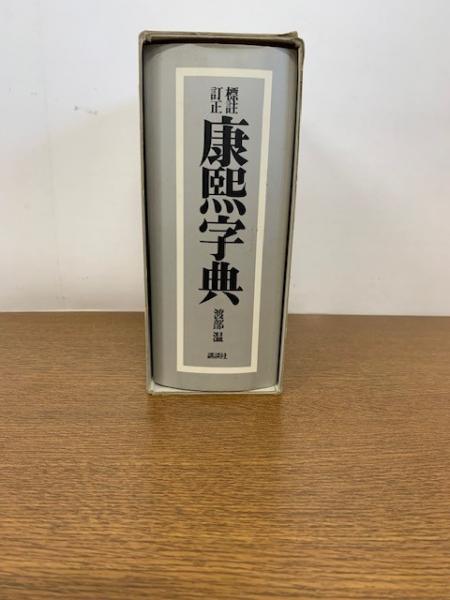 標註
訂正
康熙字典
渡部温
講談社